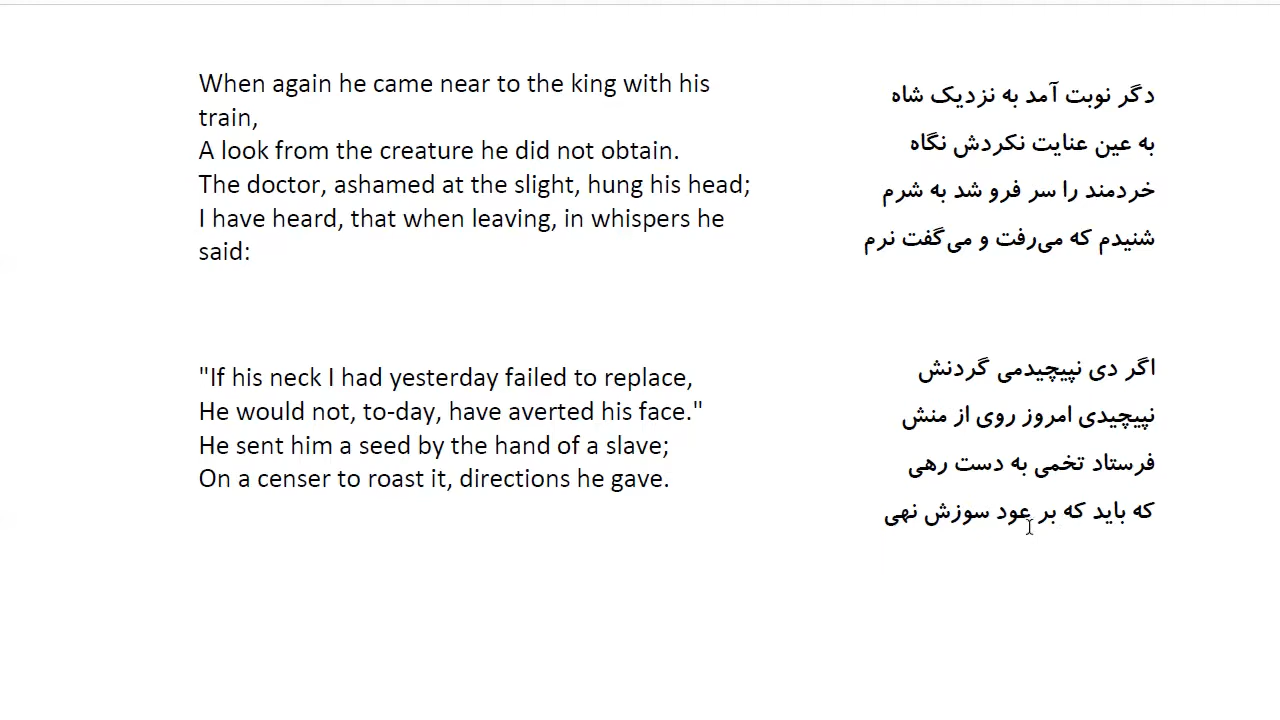 When again he came near to the king with his
train,
A look from the creature he did not obtain.
The doctor, ashamed at the slight, hung his head;
I have heard, that when leaving, in whispers he
said:
دگر نوبت آمد به نزدیک شاه
به عین عنایت نکردش نگاه
خردمند را سر فرو شد به شرم
شنیدم که می‌رفت و می‌گفت نرم
"If his neck I had yesterday failed to replace,
He would not, to-day, have averted his face."
He sent him a seed by the hand of a slave;
On a censer to roast it, directions he gave.
اگر دی نپیچیدمی گردنش
نپیچیدی امروز روی از منش
فرستاد تخمی به دست رهی
که باید که بر عود سوزش نهی